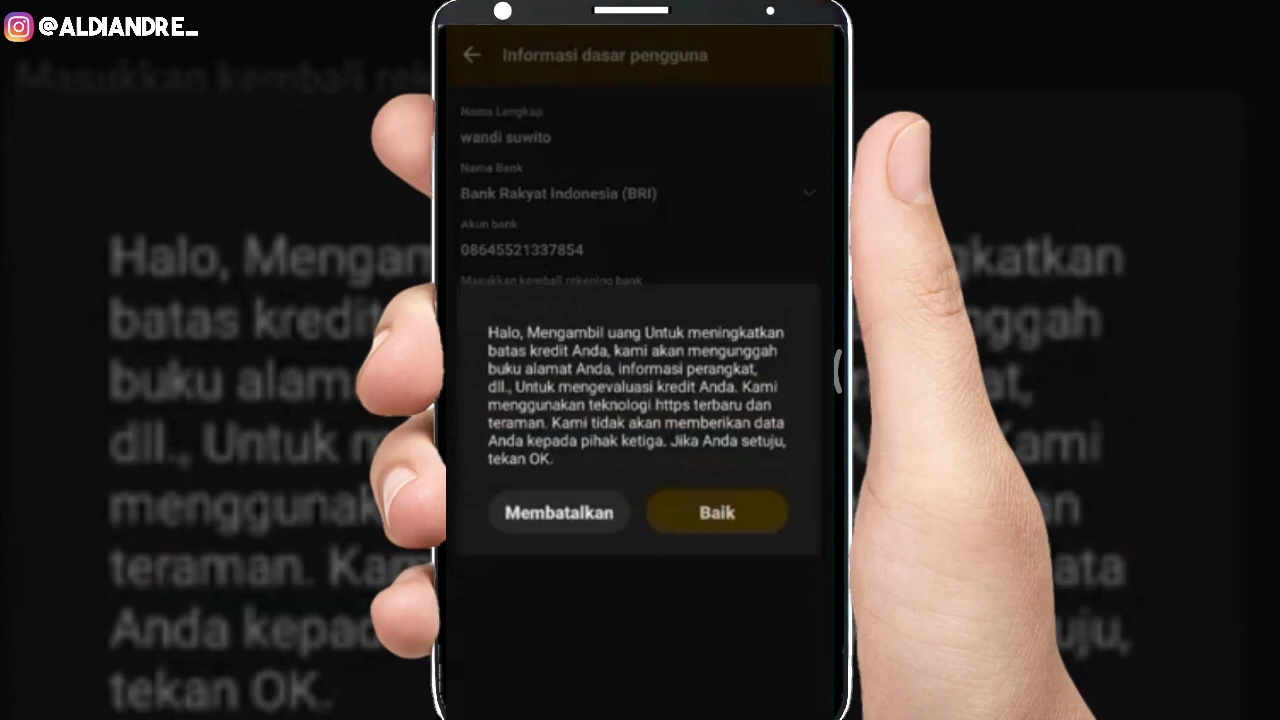 @ALDIANDRE_
Informasi dasar pengguna
Nama Lengkap
wandi suwito
Nama Bank
Bank Rakyat Indonesia (BRI)
Akun bank
08645521337854
Masukkan kembali rekening bank
Halo, Mengambil uang Untuk meningkatkan
batas kredit Anda, kami akan mengunggah
buku alamat Anda, informasi perangkat,
dll., Untuk mengevaluasi kredit Anda. Kami
menggunakan teknologi https terbaru dan
teraman. Kami tidak akan memberikan data
Anda kepada pihak ketiga. Jika Anda setuju,
tekan OK.
Membatalkan
Baik